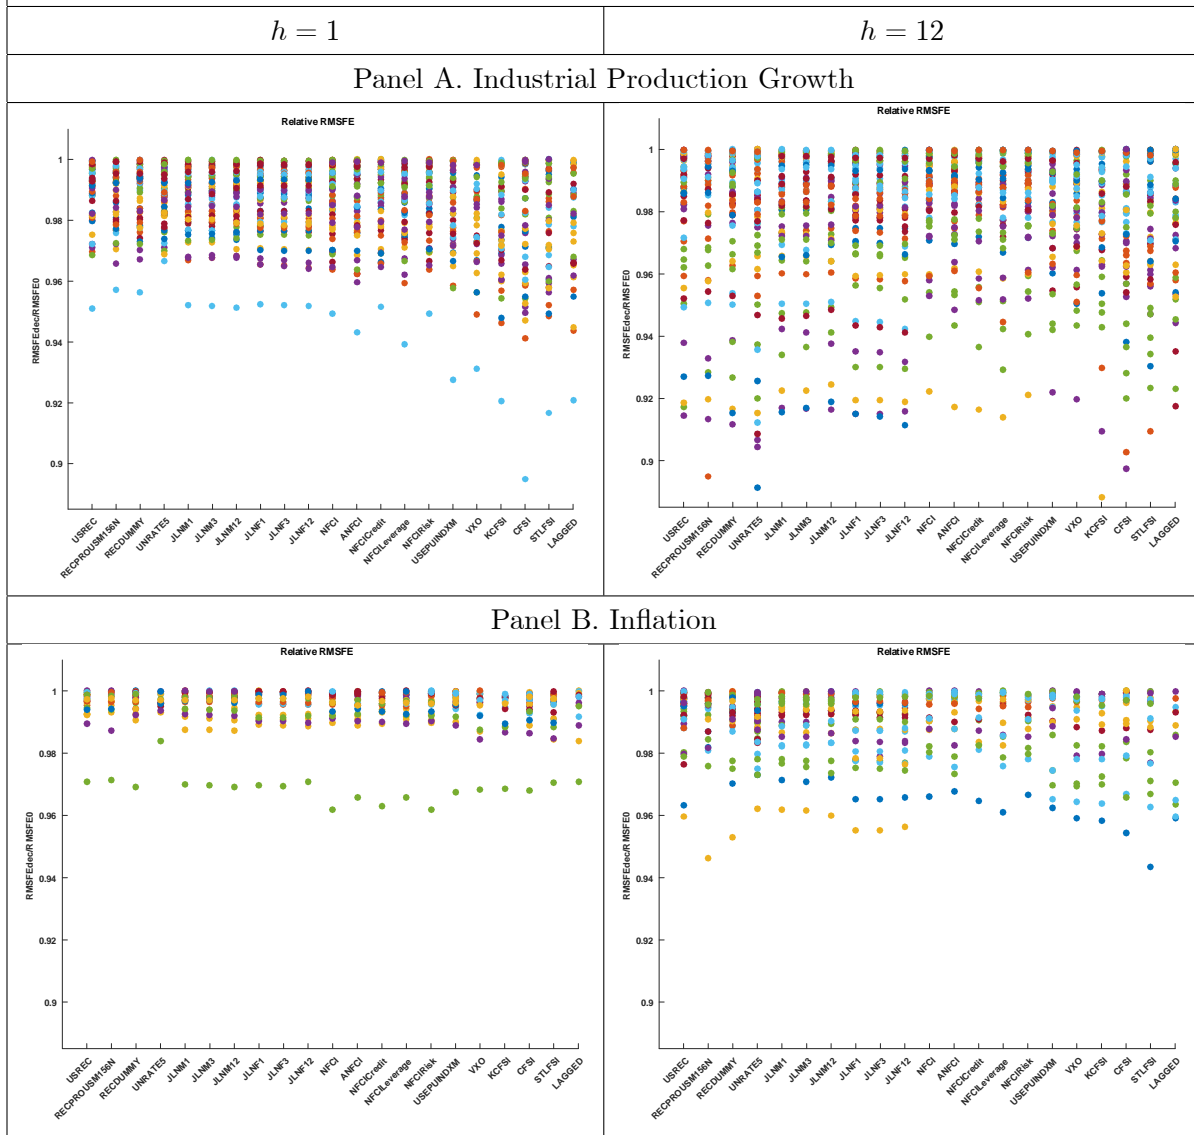 h = 1
h = 12
Panel A. Industrial Production Growth
Relative RMSFE
RMSFEdec/RMSFE0
1
0.98
0.96
0.94
0.92
0.9
USREC
RECPROUSM156N
RECDUMMY
UNRATE5
JLNM1
JLNM3
JLNM12
JLNF1
JLNF3
JLNF12
NFCI
ANFCI
NFCICredit
NFCILeverage
NFCIRisk
USEPUINDXM
VXO
KCFSI
CFSI
STLFSI
LAGGED
Relative RMSFE
RMSFEdec/RMSFE0
1
0.98
0.96
0.94
0.92
0.9
USREC
RECPROUSM156N
RECDUMMY
UNRATE5
JLNM1
JLNM3
JLNM12
JLNF1
JLNF3
JLNF12
NFCI
ANFCI
NFCICredit
NFCILeverage
NFCIRisk
USEPUINDXM
VXO
KCFSI
CFSI
STLFSI
LAGGED
Panel B. Inflation
Relative RMSFE
RMSFEdec/RMSFE0
1
0.98
0.96
0.94
0.92
0.9
USREC
RECPROUSM156N
RECDUMMY
UNRATE5
JLNM1
JLNM3
JLNM12
JLNF1
JLNF3
JLNF12
NFCI
ANFCI
NFCICredit
NFCILeverage
NFCIRisk
USEPUINDXM
VXO
KCFSI
CFSI
STLFSI
LAGGED
Relative RMSFE
RMSFEdec/RMSFE0
1
0.98
0.96
0.94
0.92
0.9
USREC
RECPROUSM156N
RECDUMMY
UNRATE5
JLNM1
JLNM3
JLNM12
JLNF1
JLNF3
JLNF12
NFCI
ANFCI
NFCICredit
NFCILeverage
NFCIRisk
USEPUINDXM
VXO
KCFSI
CFSI
STLFSI
LAGGED